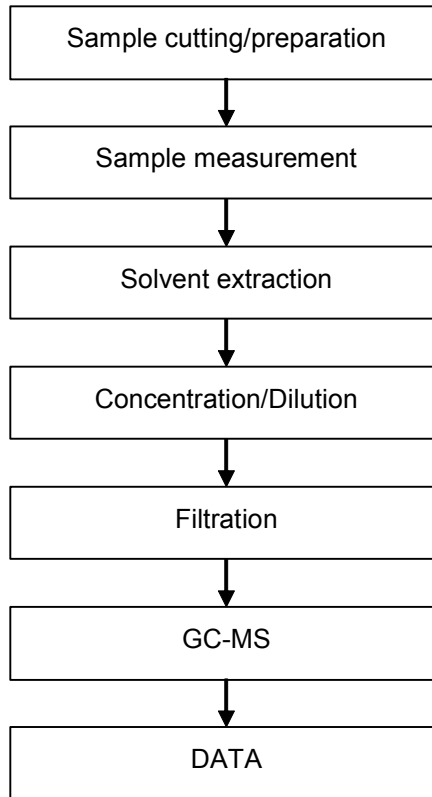 Sample cutting/preparation
Sample measurement
Solvent extraction
Concentration/Dilution
Filtration
GC-MS
DATA